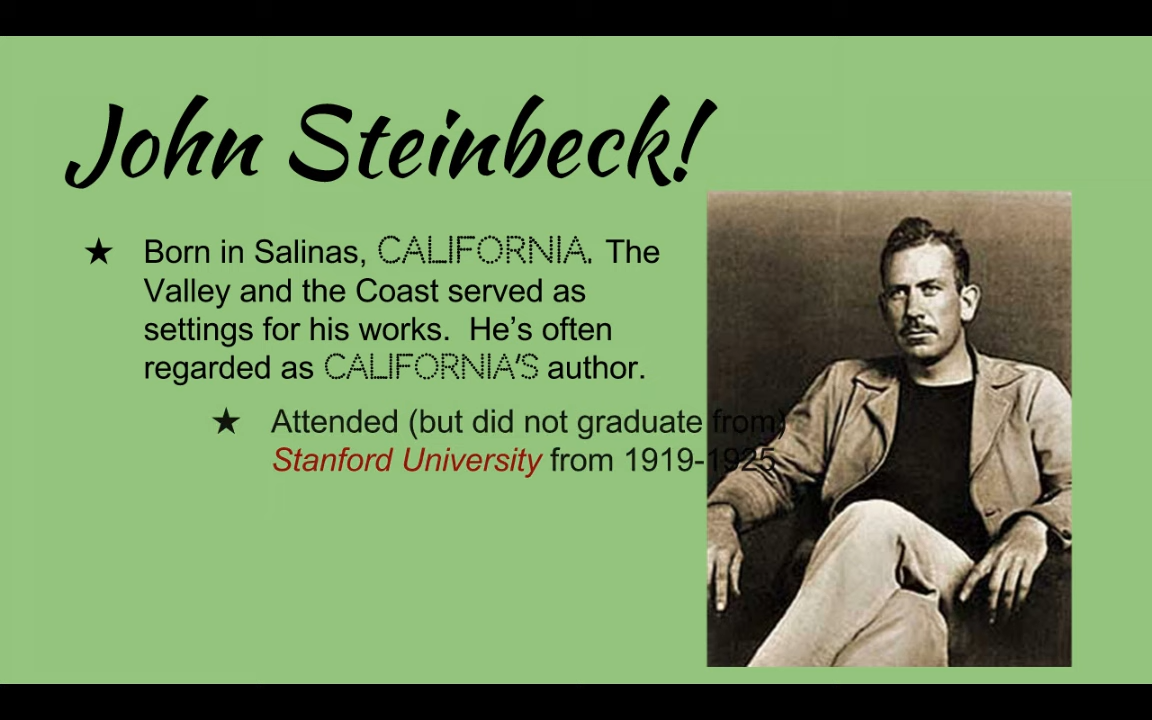 John Steinbeck!
★ Born in Salinas, CALIFORNIA. The
Valley and the Coast served as
settings for his works. He's often
regarded as CALIFORNIA'S author.
★ Attended (but did not graduate from)
Stanford University from 1919-1925